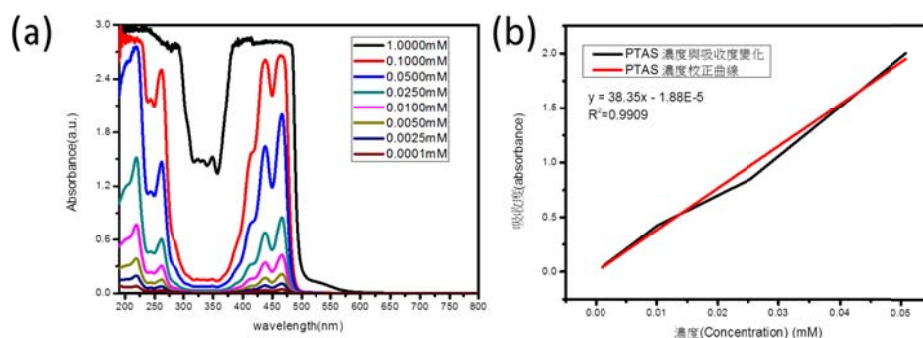 (a)
Absorbance(a.u.)
3.0
2.4
1.8
1.2
0.6
0.0
1.0000mM
0.1000mM
0.0500mM
0.0250mM
0.0100mM
0.0050mM
0.0025mM
0.0001mM
200 250 300 350 400 450 500 550 600 650 700 750 800
wavelength(nm)
(b)
吸收度(absorbance)
2.0
1.5
1.0
0.5
0.0
PTAS 濃度與吸收度變化
PTAS 濃度校正曲線
y = 38.35x - 1.88E-5
R²=0.9909
0.00 0.01 0.02 0.03 0.04 0.05
濃度(Concentration) (mM)